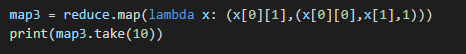 map3 = reduce.map(lambda x: (x[0][1],(x[0][0],x[1],1)))
print(map3.take(10))